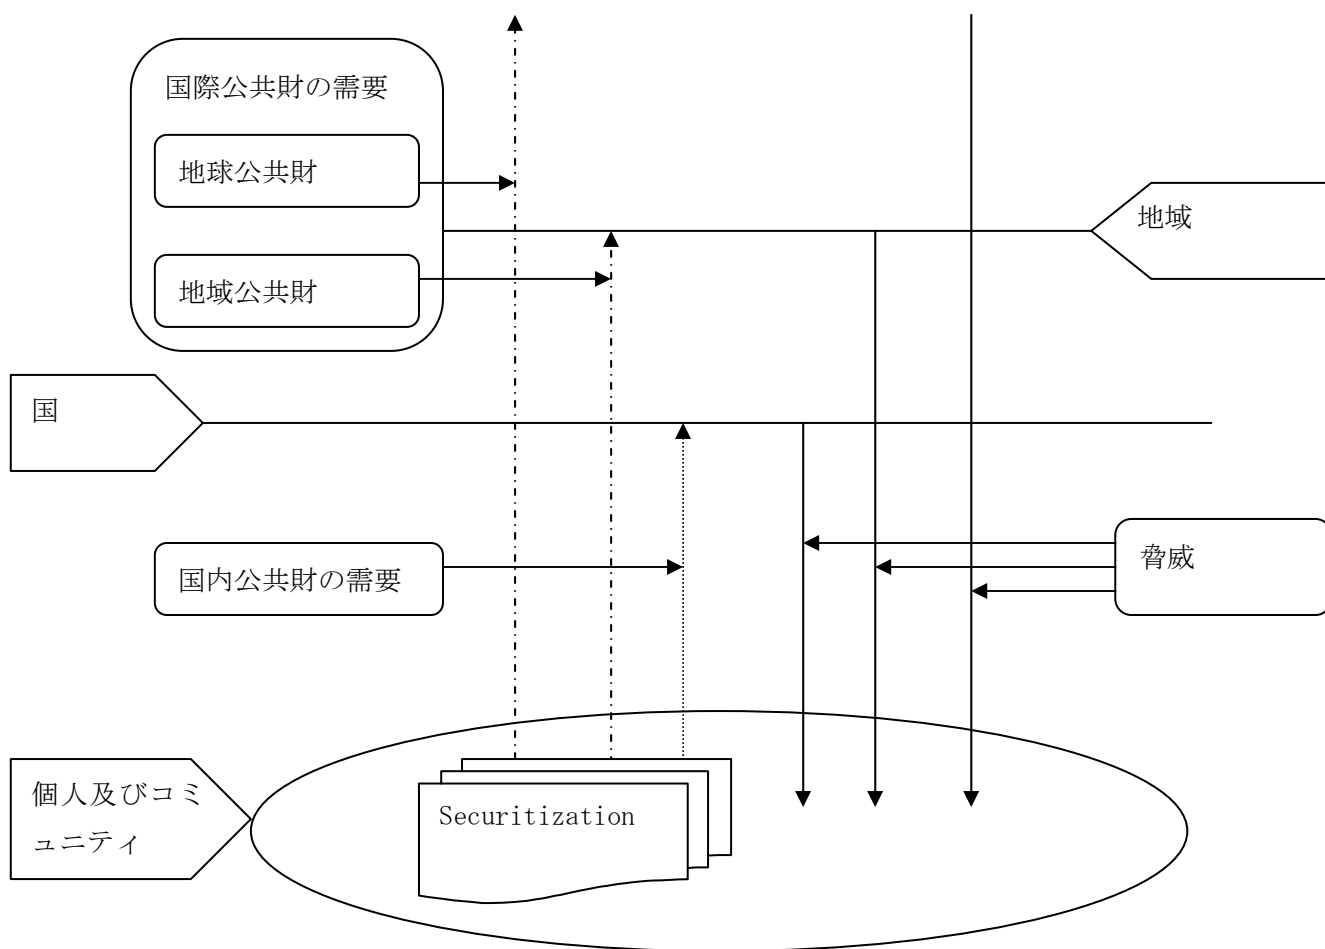 国際公共財の需要
地球公共財
地域
地域公共財
国
脅威
国内公共財の需要
個人及びコミ
ュニティ
Securitization